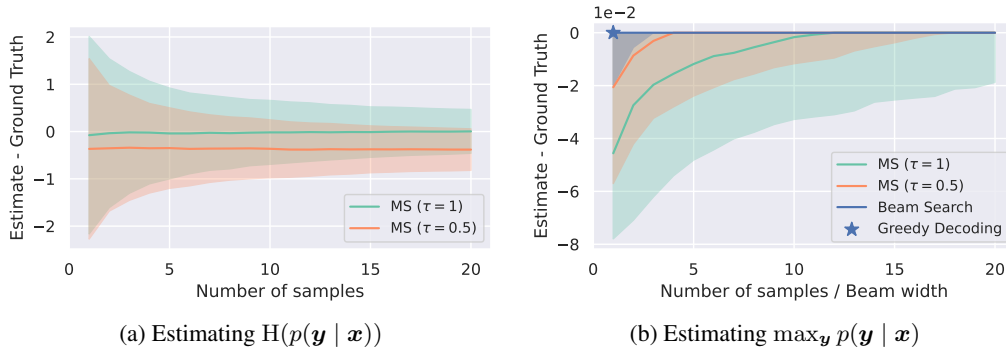 2
1
0
−1
−2
Estimate - Ground Truth
MS (τ = 1)
MS (τ = 0.5)
0
5
10
15
20
Number of samples
(a) Estimating H(p(y | x))
1e−2
0
−2
−4
−6
−8
Estimate - Ground Truth
MS (τ = 1)
MS (τ = 0.5)
Beam Search
Greedy Decoding
0
5
10
15
20
Number of samples / Beam width
(b) Estimating max_y p(y | x)